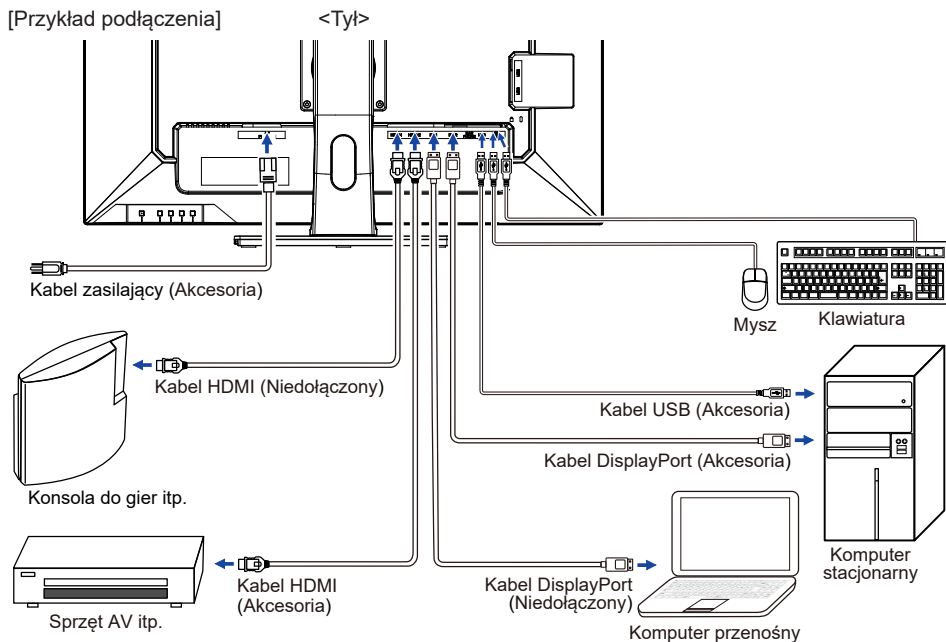 [Przykład podłączenia]
<Tył>
Kabel zasilający (Akcesoria)
Mysz
Klawiatura
Kabel HDMI (Niedołączony)
Kabel USB (Akcesoria)
Kabel DisplayPort (Akcesoria)
Konsola do gier itp.
Kabel HDMI
(Akcesoria)
Kabel DisplayPort
(Niedołączony)
Komputer
stacjonarny
Sprzęt AV itp.
Komputer przenośny